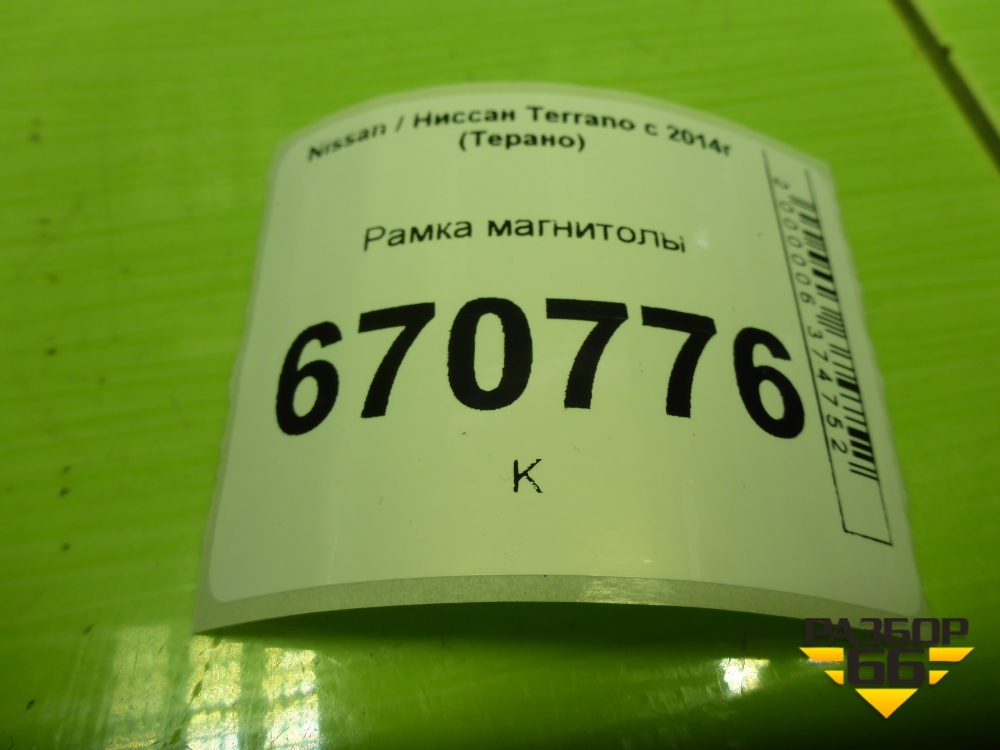 Nissan / Ниссан Terrano с 2014г
(Терано)
Рамка магнитолы
670776
К
2000006374752
РАЗБОР
66